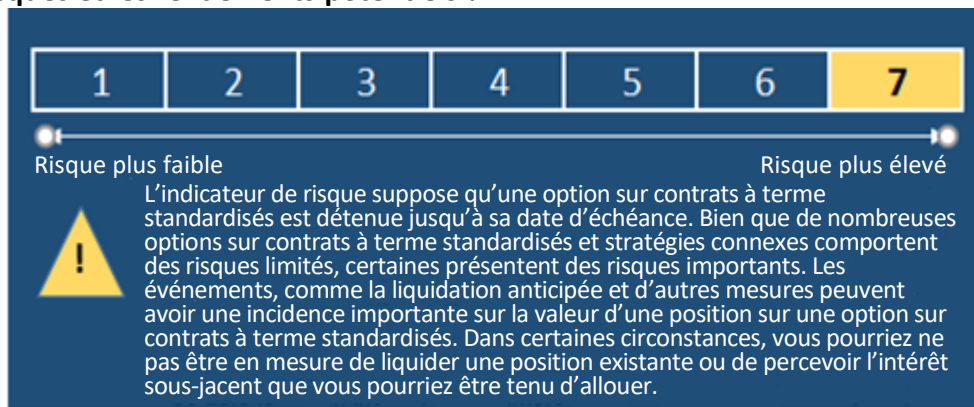 1 2 3 4 5 6 7
Risque plus faible Risque plus élevé
L'indicateur de risque suppose qu'une option sur contrats à terme
standardisés est détenue jusqu'à sa date d'échéance. Bien que de nombreuses
options sur contrats à terme standardisés et stratégies connexes comportent
des risques limités, certaines présentent des risques importants. Les
événements, comme la liquidation anticipée et d'autres mesures peuvent
avoir une incidence importante sur la valeur d'une position sur une option sur
contrats à terme standardisés. Dans certaines circonstances, vous pourriez ne
pas être en mesure de liquider une position existante ou de percevoir l'intérêt
sous-jacent que vous pourriez être tenu d'allouer.
!